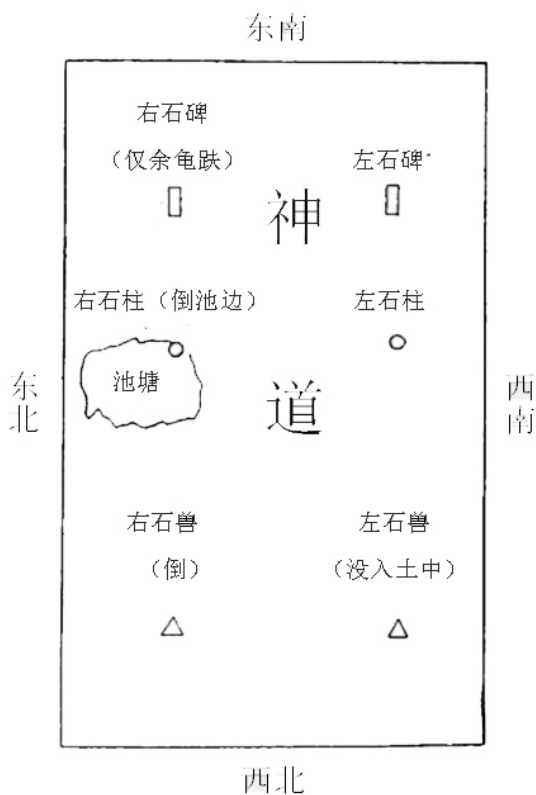 东南
右石碑
（仅余龟趺） 左石碑
神
右石柱（倒池边） 左石柱
东北 池塘 道 西南
右石兽 左石兽
（倒） （没入土中）
西北